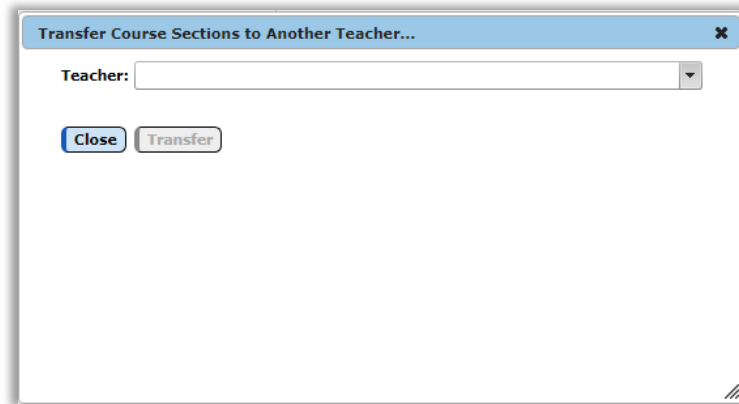 Transfer Course Sections to Another Teacher...
Teacher:
Close Transfer